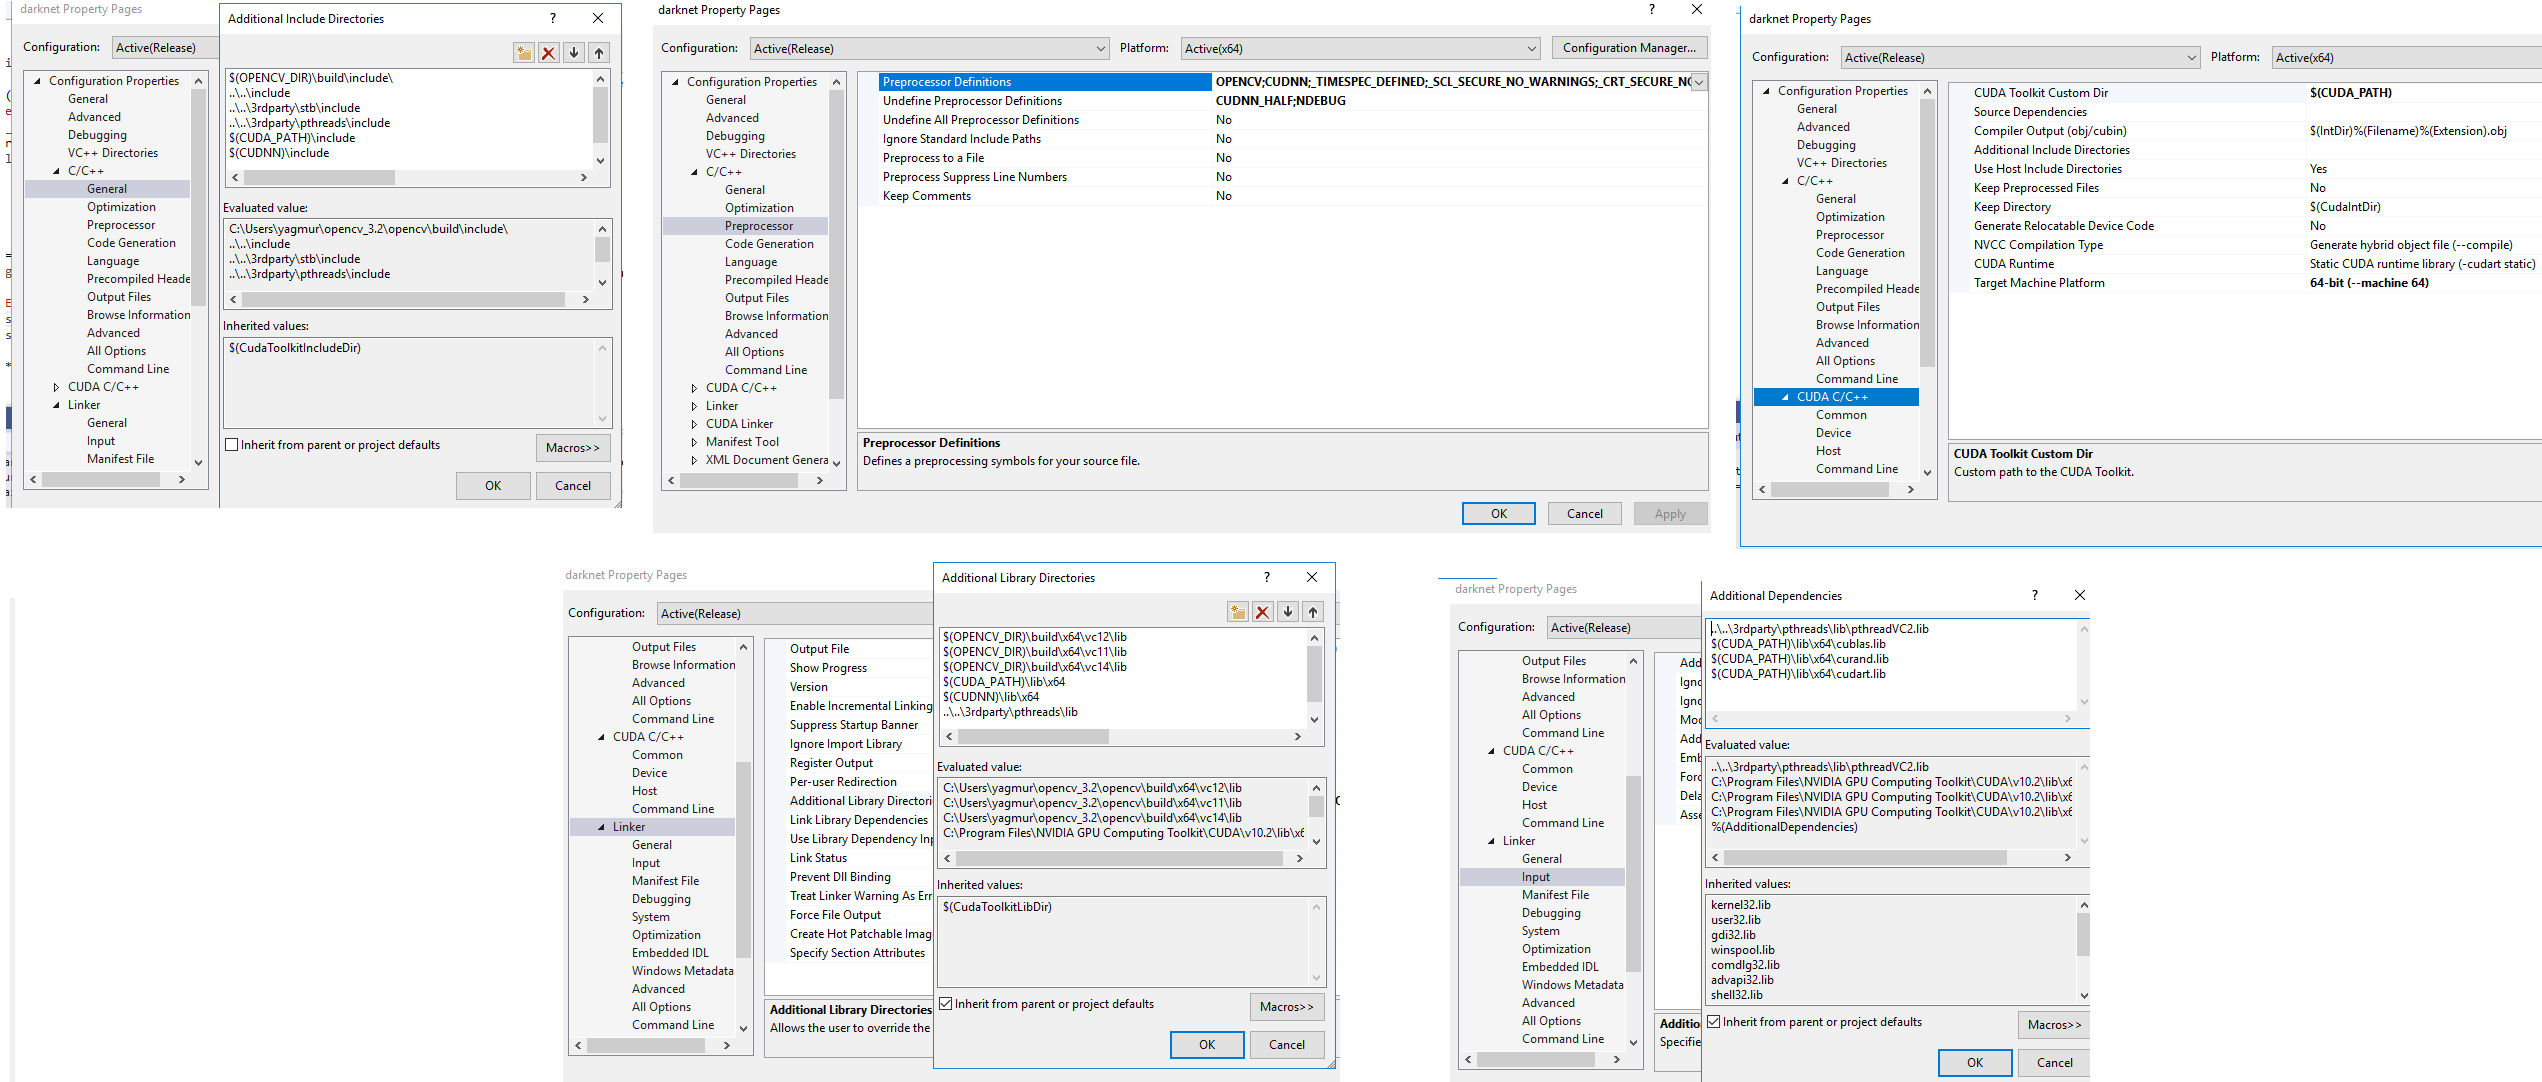 darknet Property Pages
Additional Include Directories
?
Configuration:
Active(Release)
Configuration Properties
General
Advanced
Debugging
VC++ Directories
C/C++
General
Optimization
Preprocessor
Code Generation
Language
Precompiled Heade
Output Files
Browse Information
Advanced
All Options
Command Line
CUDA C/C++
Linker
General
Input
Manifest File
$(OPENCV_DIR)\build\include\
..\..\include
..\..\3rdparty\stb\include
..\..\3rdparty\pthreads\include
$(CUDA_PATH)\include
$(CUDNN)\include
Evaluated value:
C:\Users\yagmur\opencv_3.2\opencv\build\include\
..\..\include
..\..\3rdparty\stb\include
..\..\3rdparty\pthreads\include
Inherited values:
$(CudaToolkitIncludeDir)
Inherit from parent or project defaults
Macros>>
OK
Cancel
darknet Property Pages
?
Configuration:
Active(Release)
Platform:
Active(x64)
Configuration Manager...
Configuration Properties
General
Advanced
Debugging
VC++ Directories
C/C++
General
Optimization
Preprocessor
Code Generation
Language
Precompiled Heade
Output Files
Browse Information
Advanced
All Options
Command Line
CUDA C/C++
Linker
CUDA Linker
Manifest Tool
XML Document Genera
Preprocessor Definitions OPENCV;CUDNN;_TIMESPEC_DEFINED;_SCL_SECURE_NO_WARNINGS;_CRT_SECURE_NO
Undefine Preprocessor Definitions CUDNN_HALF;NDEBUG
Undefine All Preprocessor Definitions No
Ignore Standard Include Paths No
Preprocess to a File No
Preprocess Suppress Line Numbers No
Keep Comments No
Preprocessor Definitions
Defines a preprocessing symbols for your source file.
OK
Cancel
Apply
darknet Property Pages
Configuration:
Active(Release)
Platform:
Active(x64)
Configuration Properties
General
Advanced
Debugging
VC++ Directories
C/C++
General
Optimization
Preprocessor
Code Generation
Language
Precompiled Heade
Output Files
Browse Information
Advanced
All Options
Command Line
CUDA C/C++
Common
Device
Host
Command Line
CUDA Toolkit Custom Dir $(CUDA_PATH)
Source Dependencies
Compiler Output (obj/cubin) $(IntDir)%(Filename)%(Extension).obj
Additional Include Directories
Use Host Include Directories Yes
Keep Preprocessed Files No
Keep Directory $(CudaIntDir)
Generate Relocatable Device Code No
NVCC Compilation Type Generate hybrid object file (--compile)
CUDA Runtime Static CUDA runtime library (-cudart static)
Target Machine Platform 64-bit (--machine 64)
CUDA Toolkit Custom Dir
Custom path to the CUDA Toolkit.
darknet Property Pages
Configuration:
Active(Release)
Output Files
Browse Information
Advanced
All Options
Command Line
CUDA C/C++
Common
Device
Host
Command Line
Linker
General
Input
Manifest File
Debugging
System
Optimization
Embedded IDL
Windows Metadata
Advanced
All Options
Command Line
Output File
Show Progress
Version
Enable Incremental Linking
Suppress Startup Banner
Ignore Import Library
Register Output
Per-user Redirection
Additional Library Directori
Link Library Dependencies
Use Library Dependency Inp
Link Status
Prevent Dll Binding
Treat Linker Warning As Err
Force File Output
Create Hot Patchable Imag
Specify Section Attributes
Additional Library Directories
Allows the user to override the
Additional Library Directories
?
$(OPENCV_DIR)\build\x64\vc12\lib
$(OPENCV_DIR)\build\x64\vc11\lib
$(OPENCV_DIR)\build\x64\vc14\lib
$(CUDA_PATH)\lib\x64
$(CUDNN)\lib\x64
..\..\3rdparty\pthreads\lib
Evaluated value:
C:\Users\yagmur\opencv_3.2\opencv\build\x64\vc12\lib
C:\Users\yagmur\opencv_3.2\opencv\build\x64\vc11\lib
C:\Users\yagmur\opencv_3.2\opencv\build\x64\vc14\lib
C:\Program Files\NVIDIA GPU Computing Toolkit\CUDA\v10.2\lib\x6
Inherited values:
$(CudaToolkitLibDir)
Inherit from parent or project defaults
Macros>>
OK
Cancel
darknet Property Pages
Configuration:
Active(Release)
Output Files
Browse Information
Advanced
All Options
Command Line
CUDA C/C++
Common
Device
Host
Command Line
Linker
General
Input
Manifest File
Debugging
System
Optimization
Embedded IDL
Windows Metadata
Advanced
All Options
Command Line
Add
Igno
Igno
Mod
Add
Emb
Forc
Dela
Asse
Additio
Specifie
Additional Dependencies
?
..\..\3rdparty\pthreads\lib\pthreadVC2.lib
$(CUDA_PATH)\lib\x64\cublas.lib
$(CUDA_PATH)\lib\x64\curand.lib
$(CUDA_PATH)\lib\x64\cudart.lib
Evaluated value:
..\..\3rdparty\pthreads\lib\pthreadVC2.lib
C:\Program Files\NVIDIA GPU Computing Toolkit\CUDA\v10.2\lib\x6
C:\Program Files\NVIDIA GPU Computing Toolkit\CUDA\v10.2\lib\x6
C:\Program Files\NVIDIA GPU Computing Toolkit\CUDA\v10.2\lib\x6
%(AdditionalDependencies)
Inherited values:
kernel32.lib
user32.lib
gdi32.lib
winspool.lib
comdlg32.lib
advapi32.lib
shell32.lib
Inherit from parent or project defaults
Macros>>
OK
Cancel